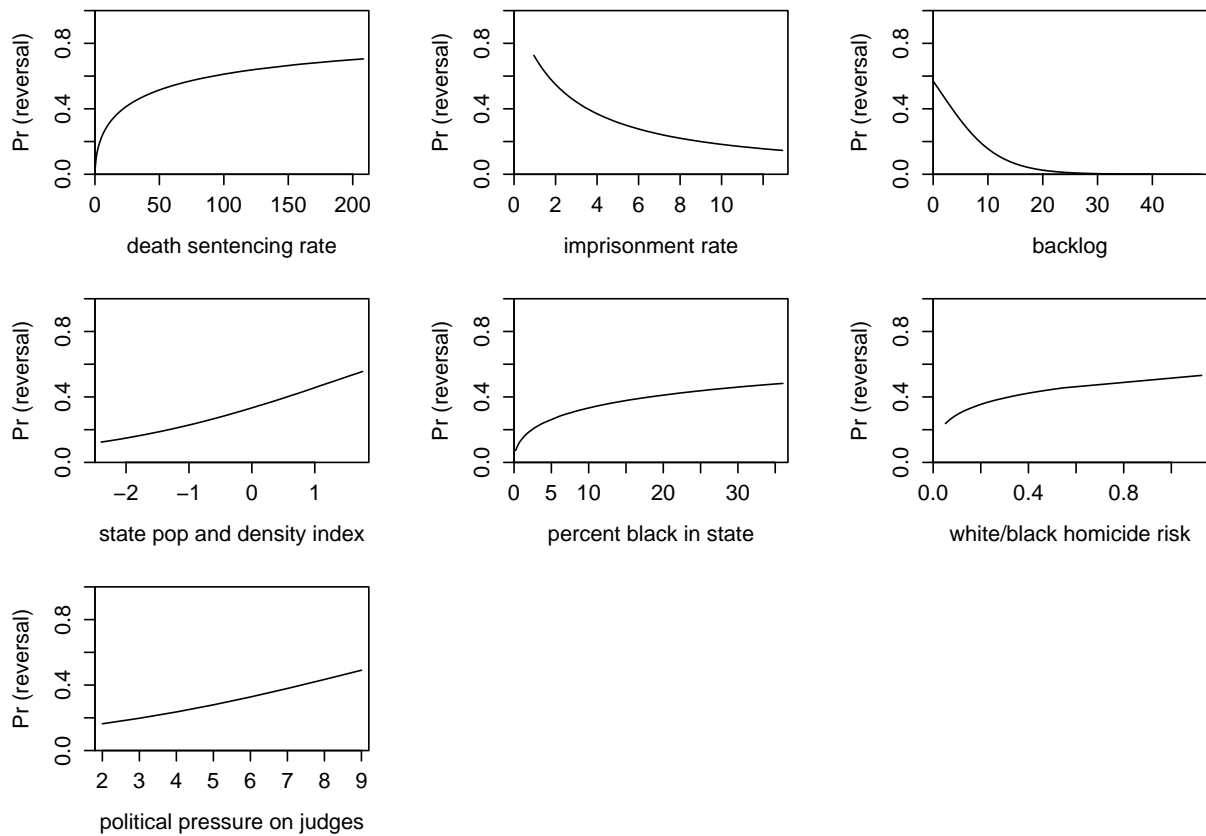 Pr (reversal)
0.0 0.4 0.8
0 50 100 150 200
death sentencing rate
Pr (reversal)
0.0 0.4 0.8
0 2 4 6 8 10
imprisonment rate
Pr (reversal)
0.0 0.4 0.8
0 10 20 30 40
backlog
Pr (reversal)
0.0 0.4 0.8
−2 −1 0 1
state pop and density index
Pr (reversal)
0.0 0.4 0.8
0 5 10 20 30
percent black in state
Pr (reversal)
0.0 0.4 0.8
0.0 0.4 0.8
white/black homicide risk
Pr (reversal)
0.0 0.4 0.8
2 3 4 5 6 7 8 9
political pressure on judges